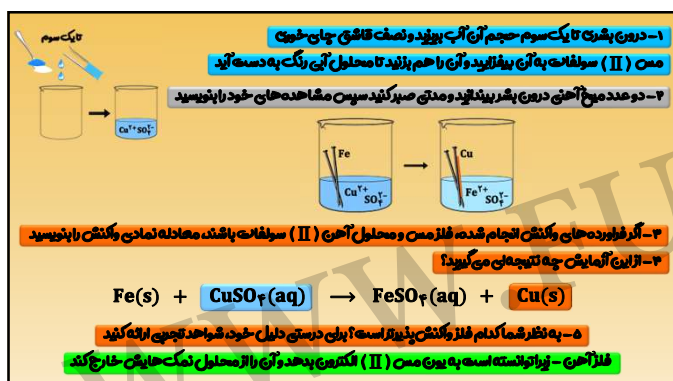 تا یک سوم
۱- درون بشری تا یک سوم حجم آن آب بریزید و نصف قاشق چای خوری
مس (II) سولفات به آن بیفزایید و آن را هم بزنید تا محلول آبی رنگ به دست آید
Cu²⁺ SO₄²⁻
۲- دو عدد میخ آهنی درون بشر بیندازید و مدتی صبر کنید سپس مشاهده های خود را بنویسید
Fe
Cu²⁺
SO₄²⁻
Cu
Fe²⁺
SO₄²⁻
۳- اگر فراورده های واکنش انجام شده، فلز مس و محلول آهن (II) سولفات باشند، معادله نمادی واکنش را بنویسید
۴- از این آزمایش چه نتیجه ای می گیرید؟
Fe(s) + CuSO₄(aq) → FeSO₄(aq) + Cu(s)
۵- به نظر شما کدام فلز واکنش پذیرتر است؟ برای درستی دلیل خود، شواهد تجربی ارائه کنید
فلز آهن - زیرا توانسته است به یون مس (II) الکترون بدهد و آن را از محلول نمک هایش خارج کند
WWW.FU